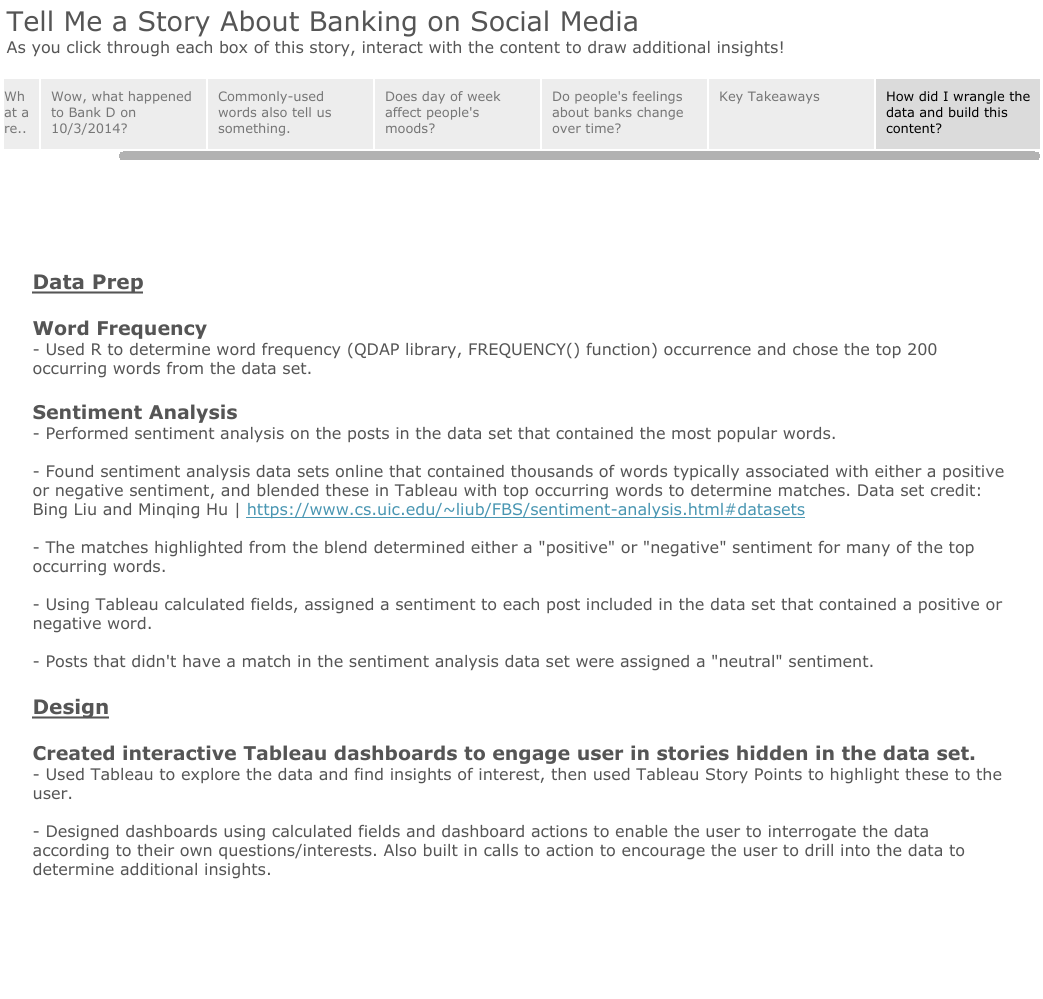 Tell Me a Story About Banking on Social Media
As you click through each box of this story, interact with the content to draw additional insights!
Wh
at a
re..
Wow, what happened
to Bank D on
10/3/2014?
Commonly-used
words also tell us
something.
Does day of week
affect people's
moods?
Do people's feelings
about banks change
over time?
Key Takeaways
How did I wrangle the
data and build this
content?
Data Prep
Word Frequency
- Used R to determine word frequency (QDAP library, FREQUENCY() function) occurrence and chose the top 200
occurring words from the data set.
Sentiment Analysis
- Performed sentiment analysis on the posts in the data set that contained the most popular words.
- Found sentiment analysis data sets online that contained thousands of words typically associated with either a positive
or negative sentiment, and blended these in Tableau with top occurring words to determine matches. Data set credit:
Bing Liu and Minqing Hu | https://www.cs.uic.edu/~liub/FBS/sentiment-analysis.html#datasets
- The matches highlighted from the blend determined either a "positive" or "negative" sentiment for many of the top
occurring words.
- Using Tableau calculated fields, assigned a sentiment to each post included in the data set that contained a positive or
negative word.
- Posts that didn't have a match in the sentiment analysis data set were assigned a "neutral" sentiment.
Design
Created interactive Tableau dashboards to engage user in stories hidden in the data set.
- Used Tableau to explore the data and find insights of interest, then used Tableau Story Points to highlight these to the
user.
- Designed dashboards using calculated fields and dashboard actions to enable the user to interrogate the data
according to their own questions/interests. Also built in calls to action to encourage the user to drill into the data to
determine additional insights.